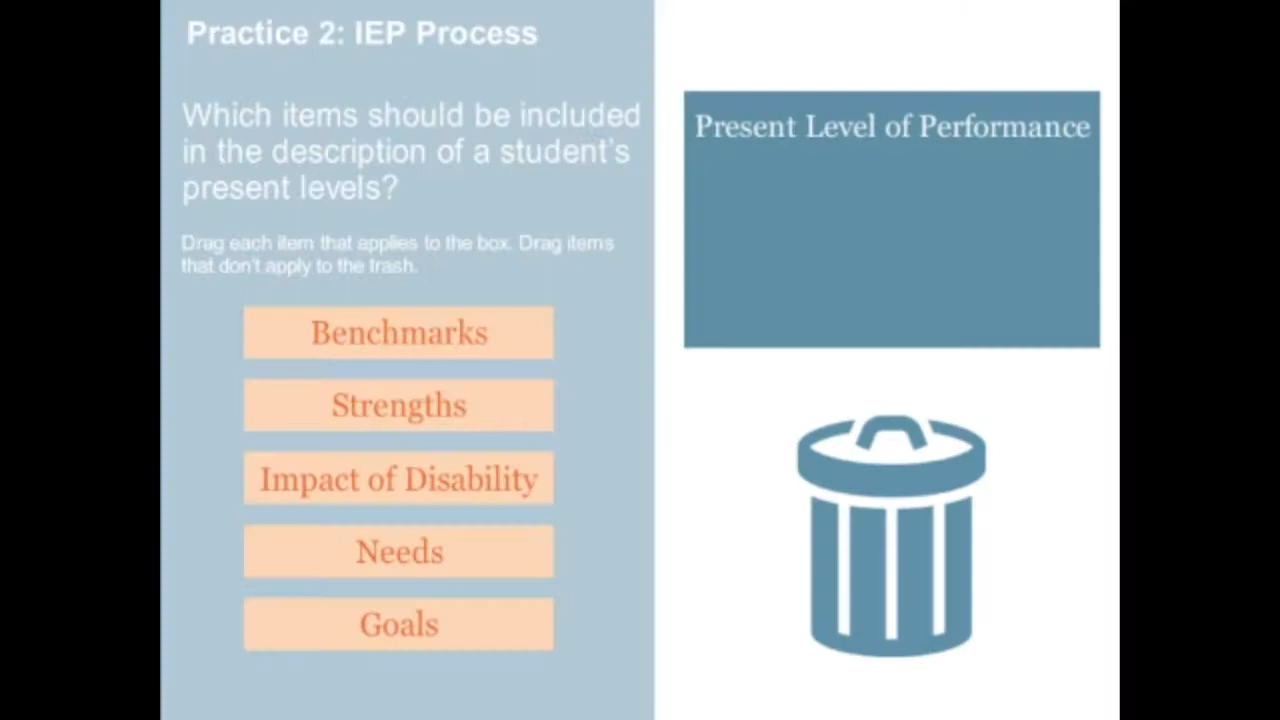 Practice 2: IEP Process
Which items should be included
in the description of a student's
present levels?
Drag each item that applies to the box. Drag items
that don't apply to the trash.
Benchmarks
Strengths
Impact of Disability
Needs
Goals
Present Level of Performance